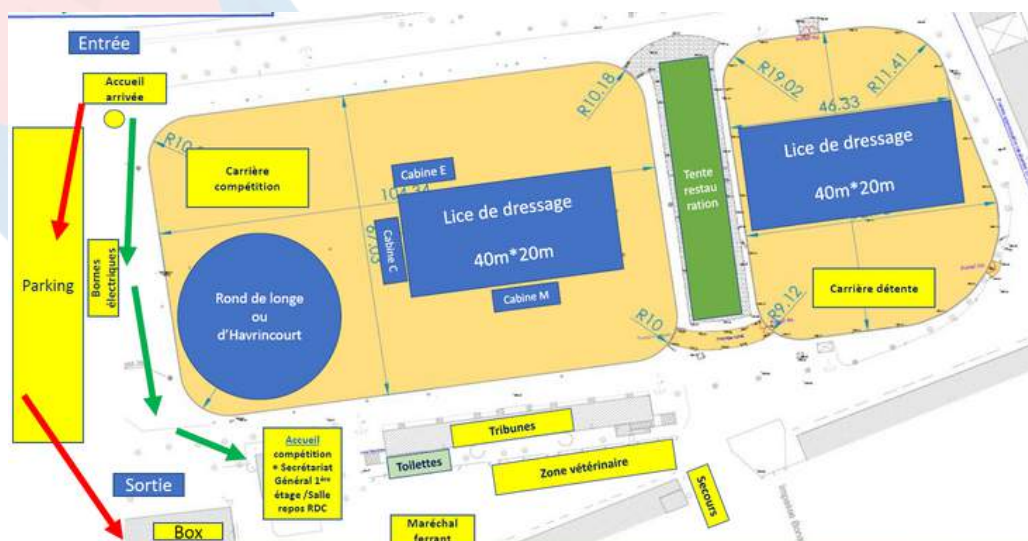 Entrée
Accueil
arrivée
R10.18
R19.02
R11.41
46.33
Lice de dressage
40m*20m
Carrière
compétition
104.34
Cabine E
Tente
restau
ration
Lice de dressage
40m*20m
Cabine C
Cabine M
Parking
Bornes
électriques
Rond de longe
ou
d'Havrincourt
Carrière détente
R9.12
R10
Accueil
compétition
+ Secrétariat
Général 1ère
étage /Salle
repos RDC
Tribunes
Toilettes
Zone vétérinaire
Secours
Sortie
Box
Maréchal
ferrant